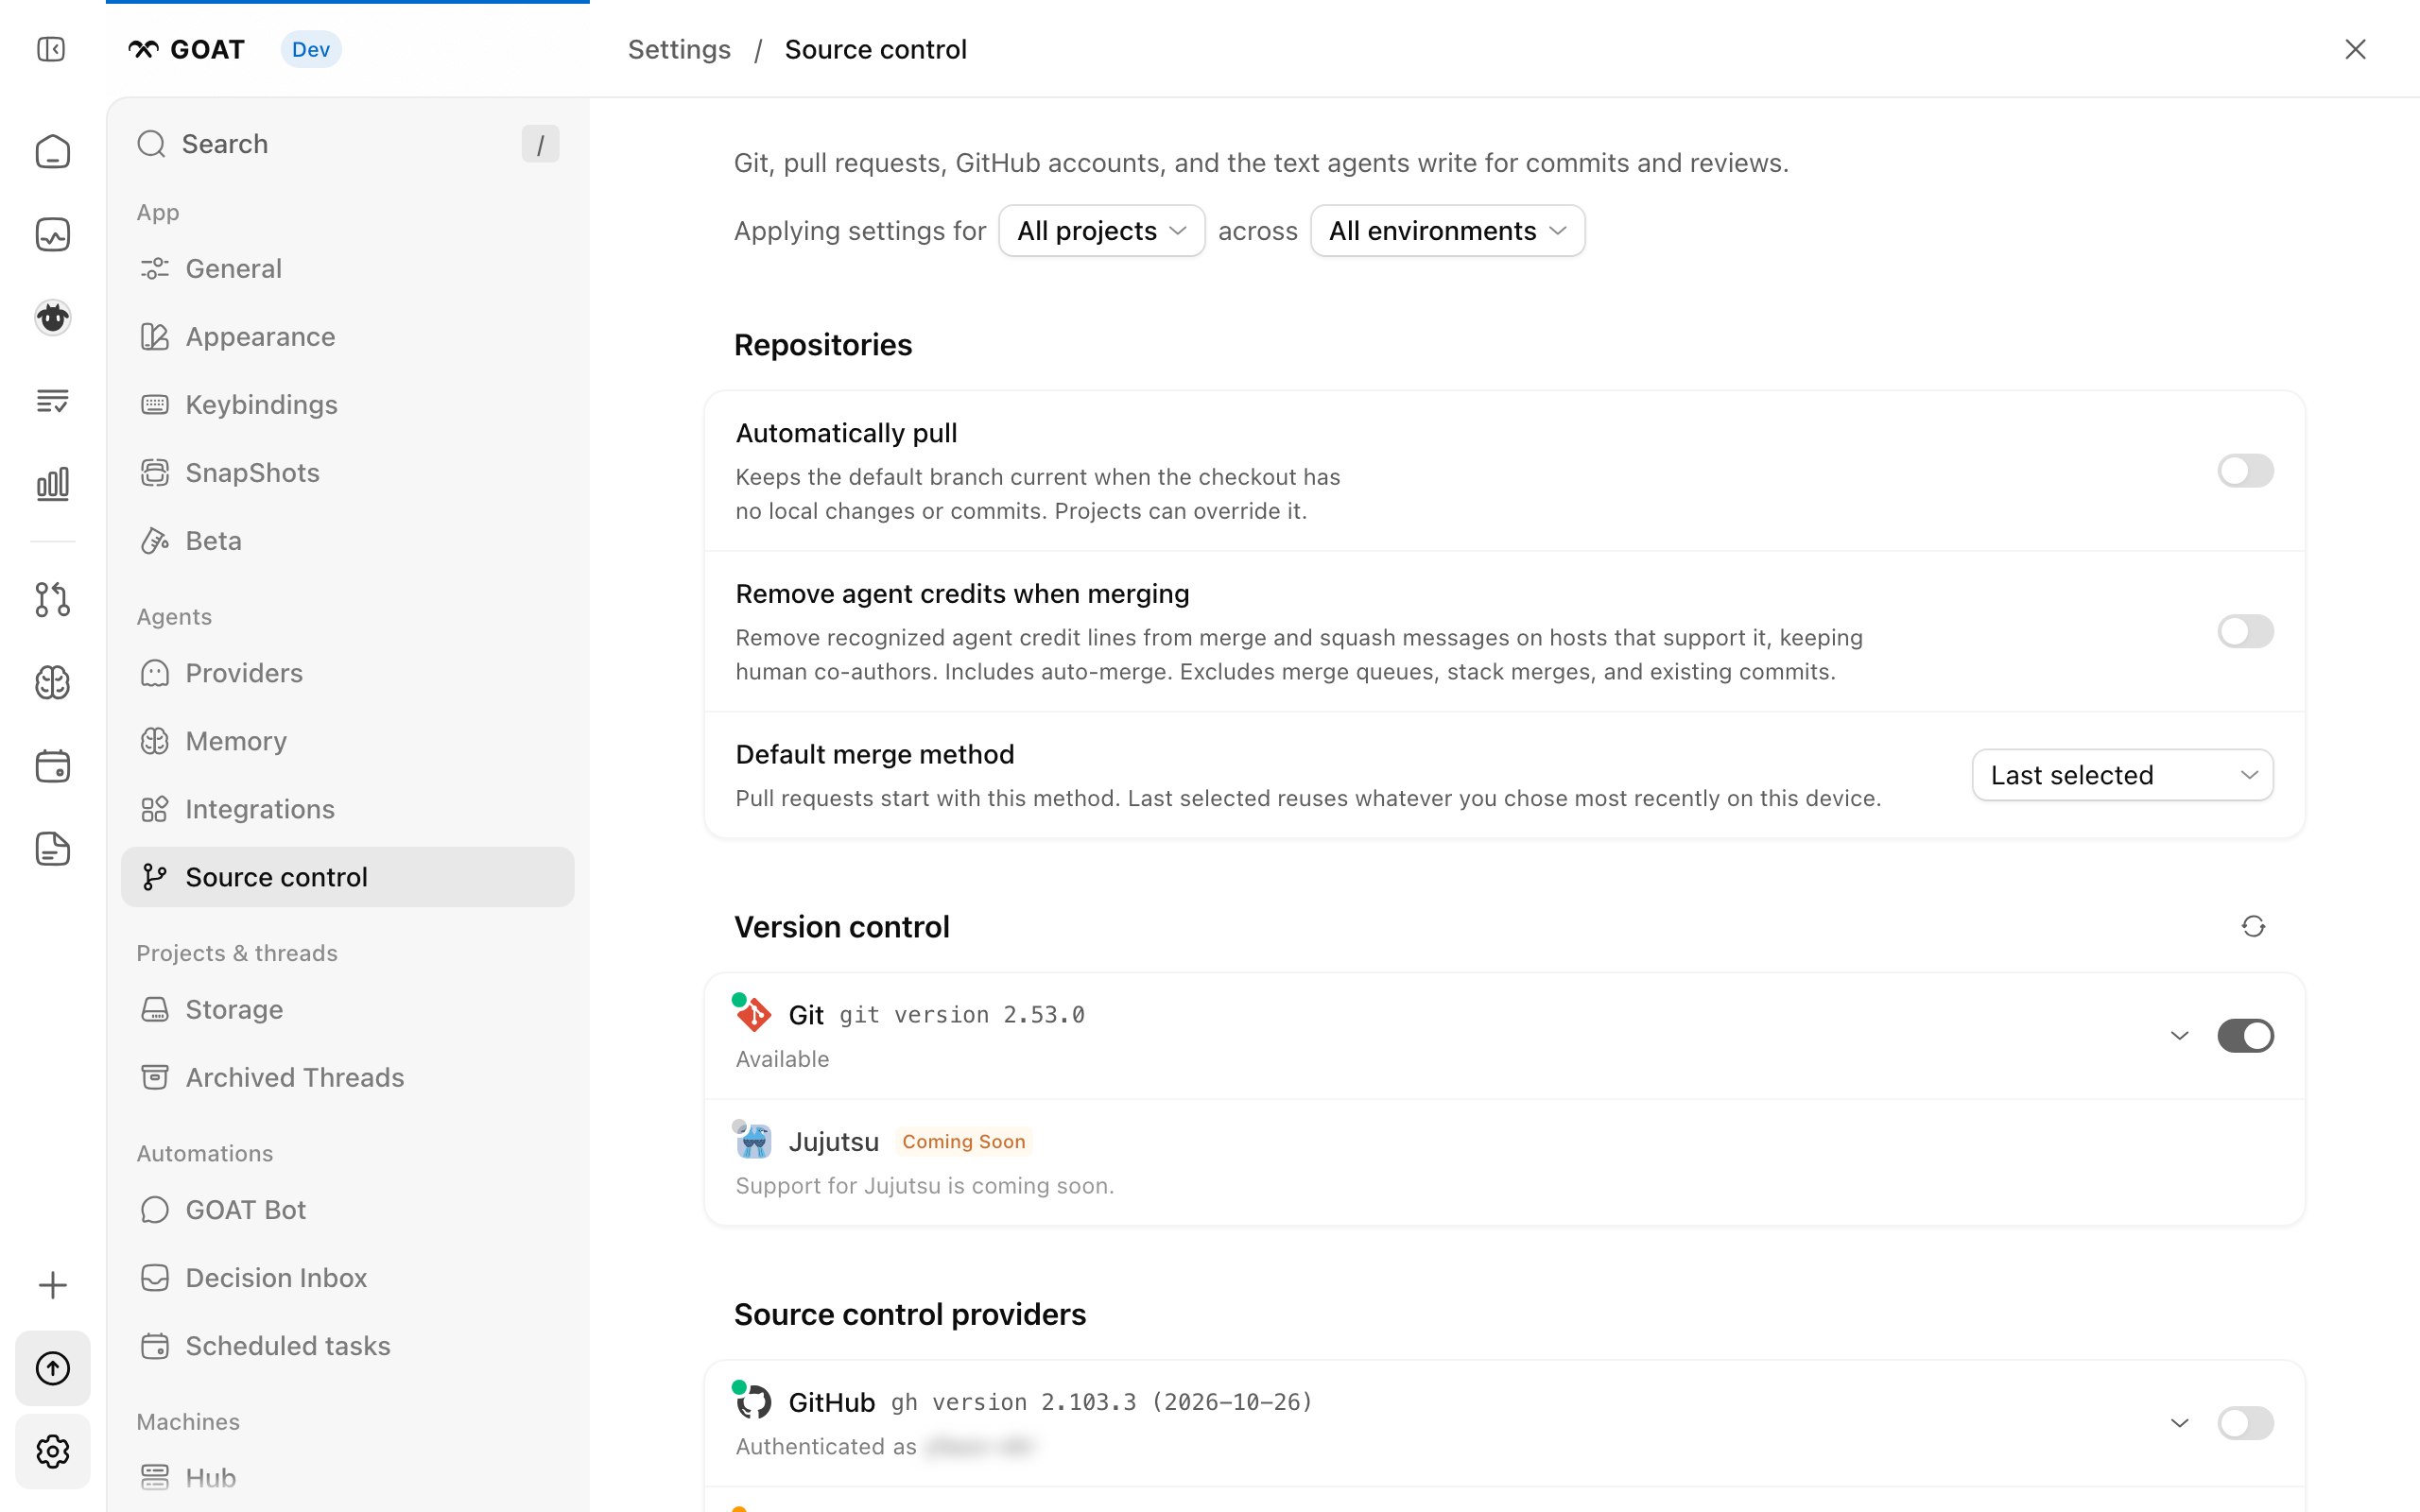 GOAT Dev
Settings / Source control
Search /
App
General
Appearance
Keybindings
SnapShots
Beta
Agents
Providers
Memory
Integrations
Source control
Projects & threads
Storage
Archived Threads
Automations
GOAT Bot
Decision Inbox
Scheduled tasks
Machines
Hub
Git, pull requests, GitHub accounts, and the text agents write for commits and reviews.
Applying settings for All projects across All environments
Repositories
Automatically pull
Keeps the default branch current when the checkout has
no local changes or commits. Projects can override it.
Remove agent credits when merging
Remove recognized agent credit lines from merge and squash messages on hosts that support it, keeping
human co-authors. Includes auto-merge. Excludes merge queues, stack merges, and existing commits.
Default merge method
Pull requests start with this method. Last selected reuses whatever you chose most recently on this device.
Last selected
Version control
Git git version 2.53.0
Available
Jujutsu Coming Soon
Support for Jujutsu is coming soon.
Source control providers
GitHub gh version 2.103.3 (2026-10-26)
Authenticated as